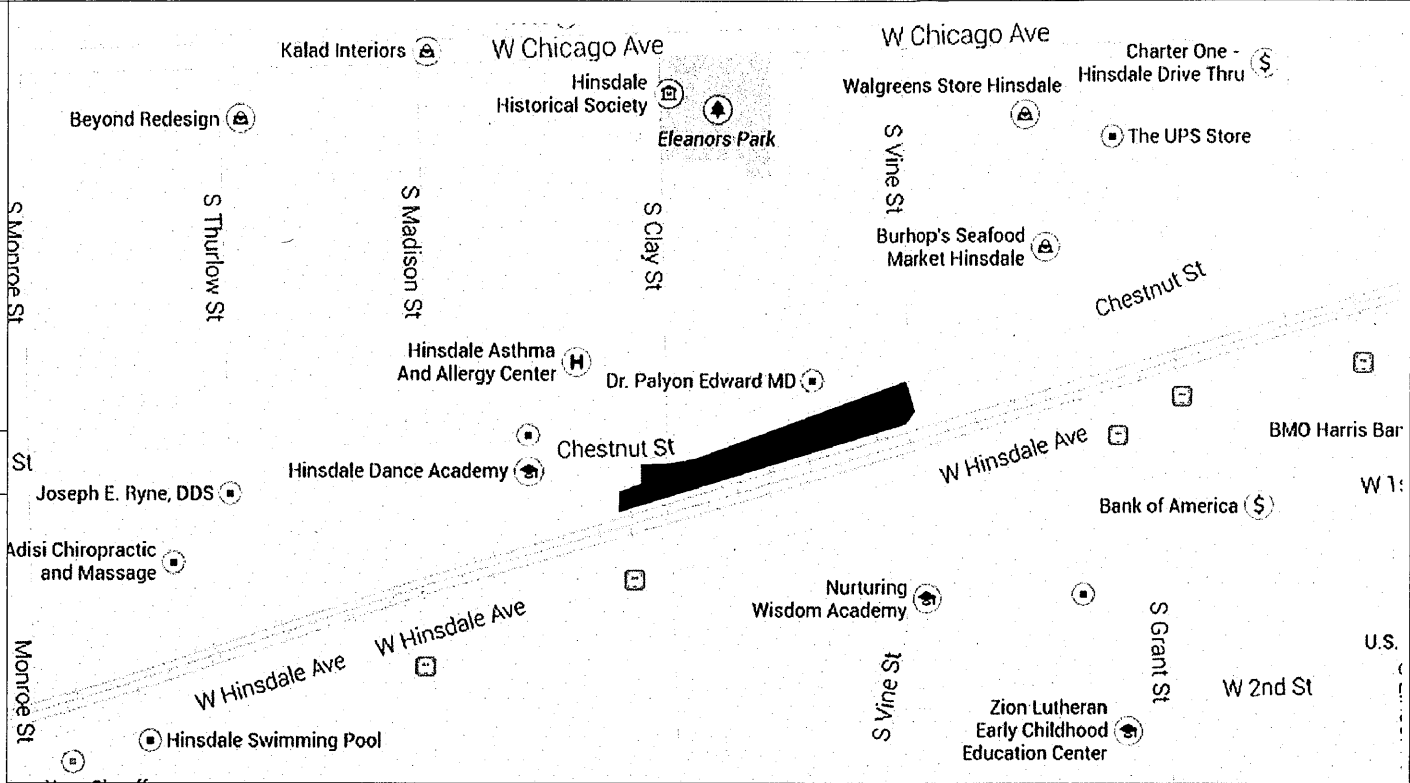 W Chicago Ave
W Chicago Ave
Kalad Interiors
Charter One -
Hinsdale Drive Thru
$
Hinsdale
Historical Society
Walgreens Store Hinsdale
Beyond Redesign
Eleanors Park
The UPS Store
S Vine St
S Monroe St
S Thurlow St
S Madison St
S Clay St
Burhop's Seafood
Market Hinsdale
Chestnut St
Hinsdale Asthma
And Allergy Center
H
Dr. Palyon Edward MD
Chestnut St
W Hinsdale Ave
BMO Harris Bar
St
Hinsdale Dance Academy
Joseph E. Ryne, DDS
W 1
Bank of America
$
Adisi Chiropractic
and Massage
Nurturing
Wisdom Academy
W Hinsdale Ave
W Hinsdale Ave
Monroe St
S Vine St
S Grant St
U.S.
W 2nd St
Zion Lutheran
Early Childhood
Education Center
Hinsdale Swimming Pool